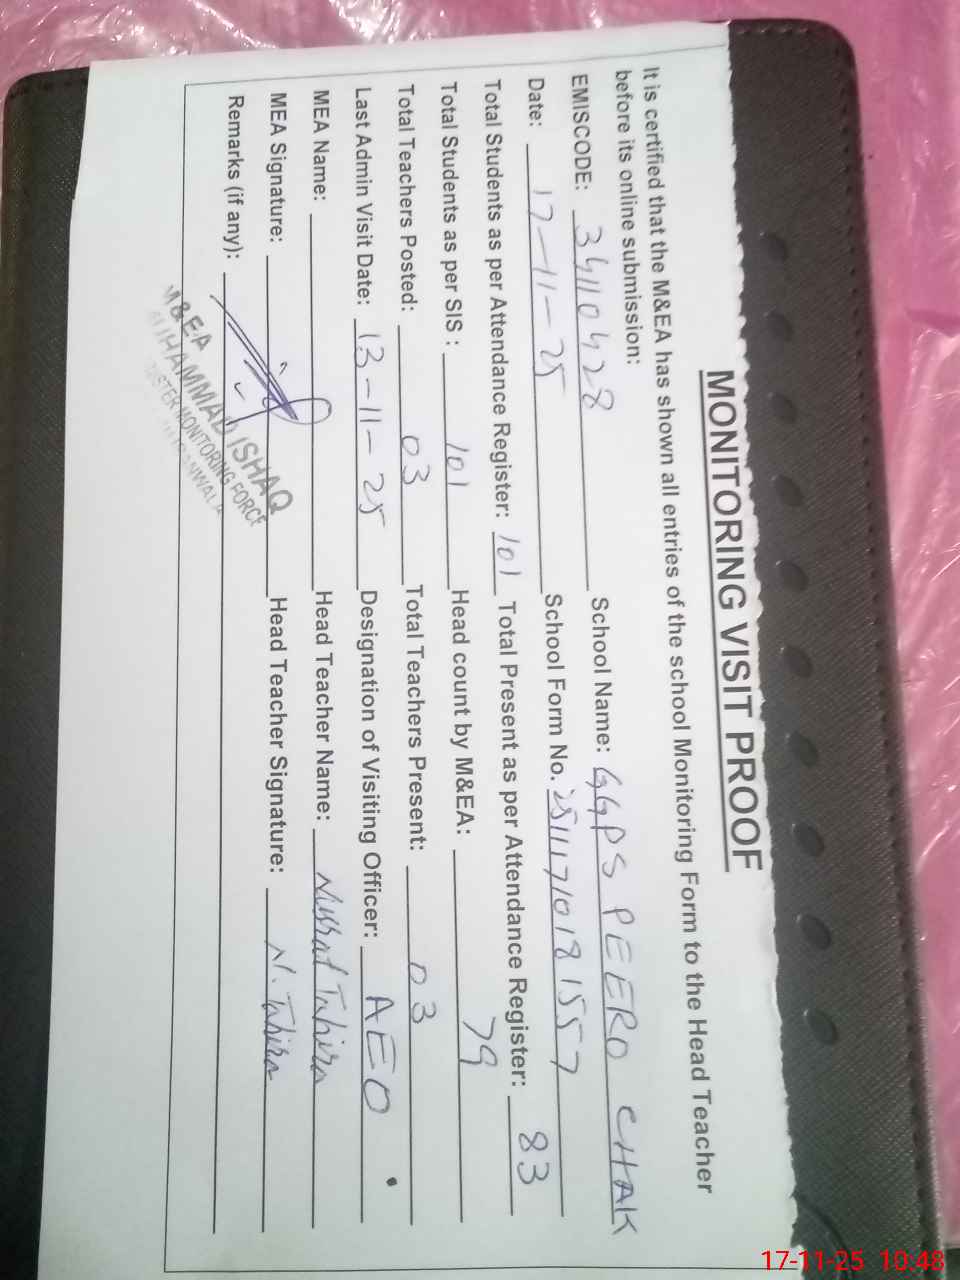 MONITORING VISIT PROOF
It is certified that the M&EA has shown all entries of the school Monitoring Form to the Head Teacher
before its online submission:
EMISCODE: 34110428 School Name: GGPS PEERO CHAK
Date: 17-11-25 School Form No. 25111710181557
Total Students as per Attendance Register: 101 Total Present as per Attendance Register: 83
Total Students as per SIS : 101 Head count by M&EA: 79
Total Teachers Posted: 03 Total Teachers Present: 03
Last Admin Visit Date: 13-11-25 Designation of Visiting Officer: AEO
MEA Name: Head Teacher Name: Nusrat Tahira
MEA Signature: Head Teacher Signature: N. Tahira
Remarks (if any):
M&EA
MUHAMMAD ISHAQ
MONITORING FORCE
17-11-25 10:48